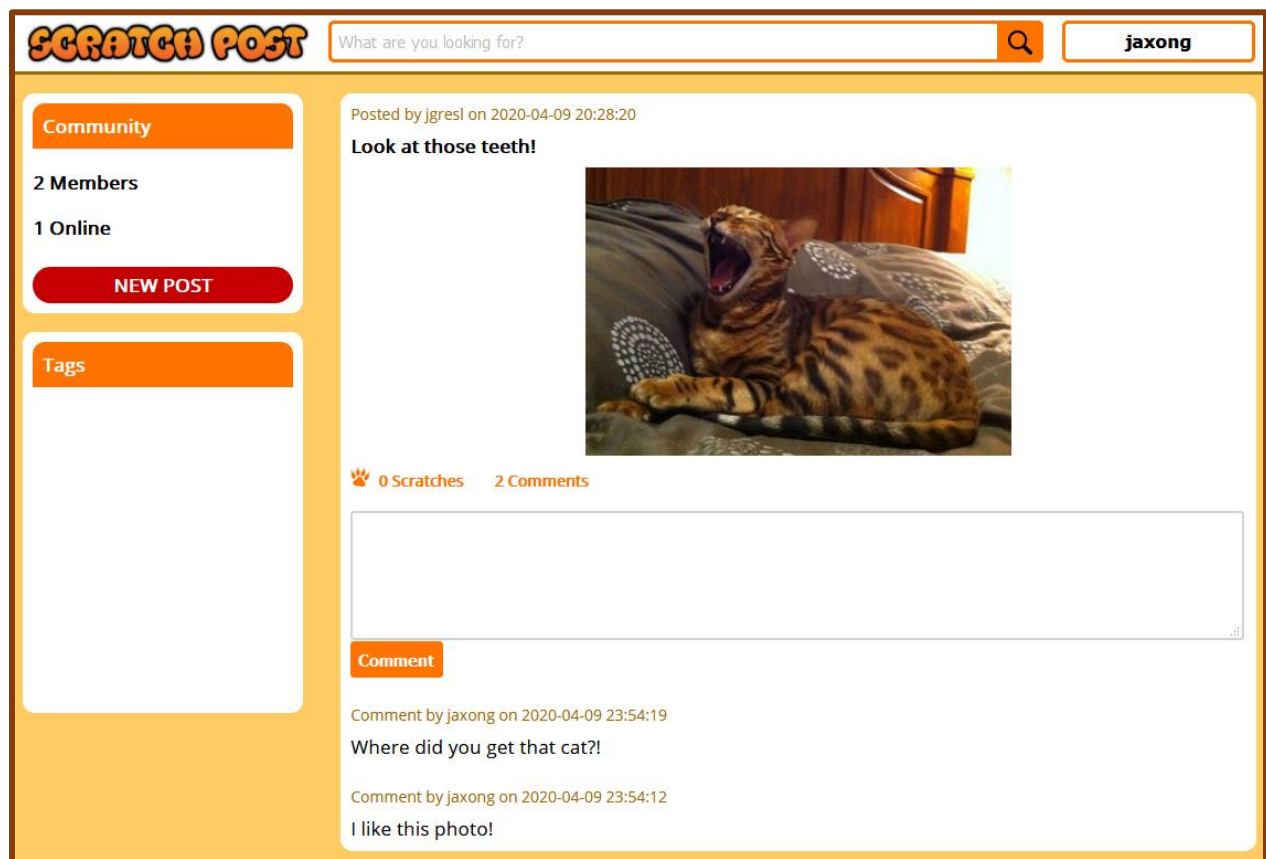 SCRATCH POST
What are you looking for?
jaxong
Community
2 Members
1 Online
NEW POST
Tags
Posted by jgresl on 2020-04-09 20:28:20
Look at those teeth!
0 Scratches 2 Comments
Comment
Comment by jaxong on 2020-04-09 23:54:19
Where did you get that cat?!
Comment by jaxong on 2020-04-09 23:54:12
I like this photo!